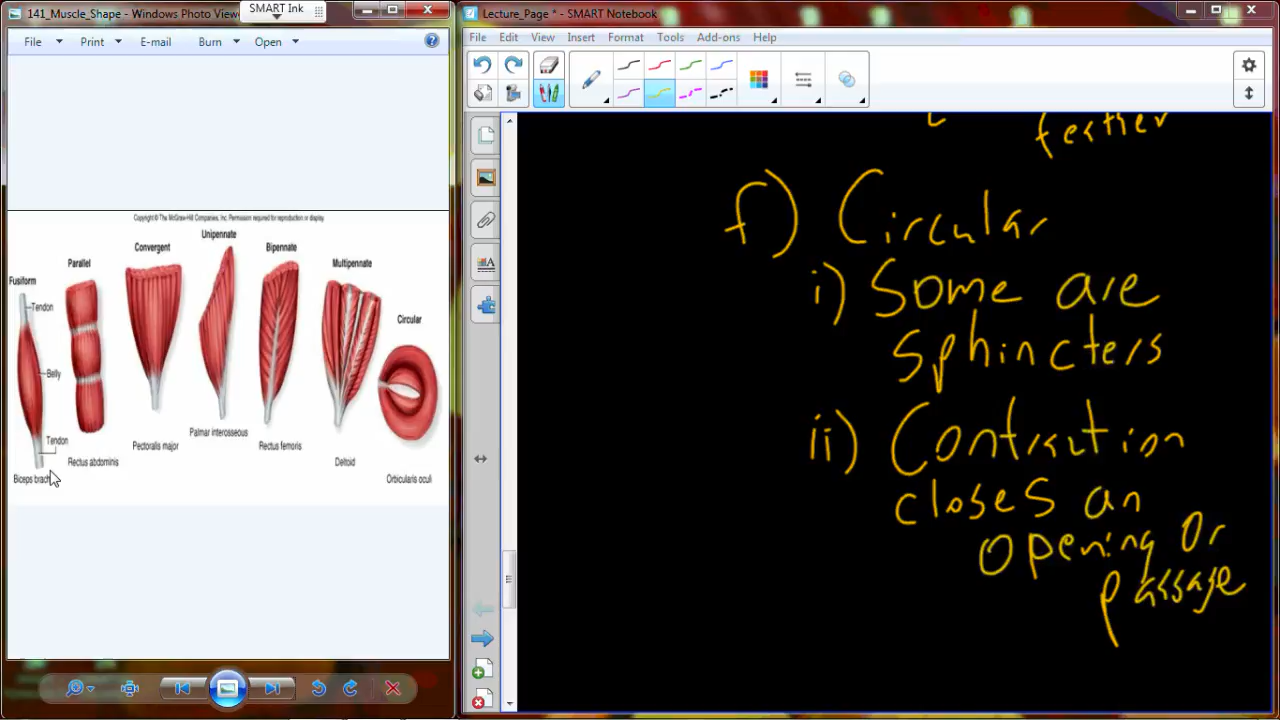 141_Muscle_Shape - Windows Photo View
SMART Ink
File Print E-mail Burn Open
Copyright © The McGraw-Hill Companies, Inc. Permission required for reproduction or display.
Unipennate
Convergent Bipennate
Parallel Multipennate
Fusiform
Tendon
Circular
Belly
Tendon
Palmar interosseous
Pectoralis major Rectus femoris
Rectus abdominis Deltoid
Biceps brach Orbicularis oculi
Lecture_Page * - SMART Notebook
File Edit View Insert Format Tools Add-ons Help
feather
f) Circular
i) Some are
sphincters
ii) Contraction
closes an
opening or
passage